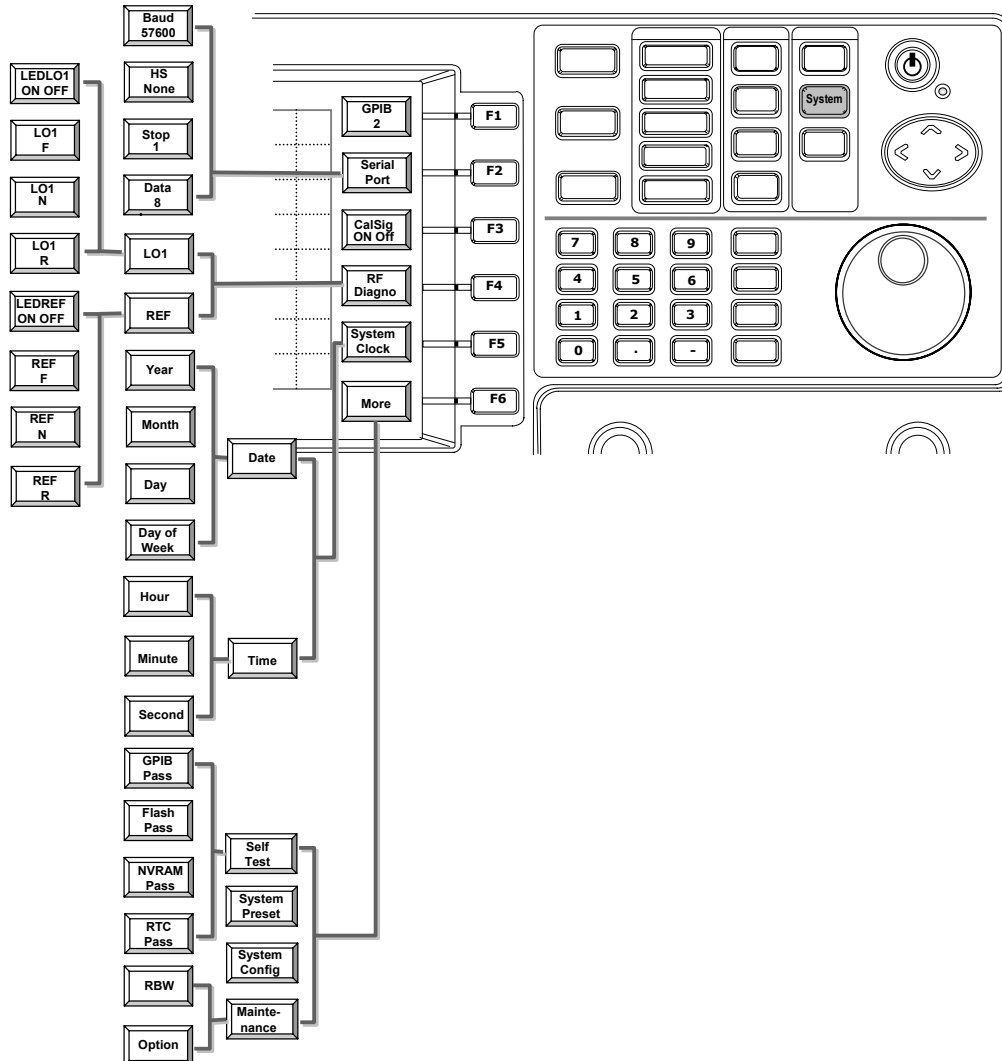 Baud
57600
HS
None
Stop
1
Data
8
LEDLO1
ON OFF
LO1
F
LO1
N
LO1
R
LEDREF
ON OFF
REF
F
REF
N
REF
R
LO1
REF
Year
Month
Day
Day of
Week
Hour
Minute
Second
GPIB
Pass
Flash
Pass
NVRAM
Pass
RTC
Pass
RBW
Option
Date
Time
Self
Test
System
Preset
System
Config
Mainte-
nance
GPIB
2
Serial
Port
CalSig
ON Off
RF
Diagno
System
Clock
More
F1
F2
F3
F4
F5
F6
System
7 8 9
4 5 6
1 2 3
0 . -